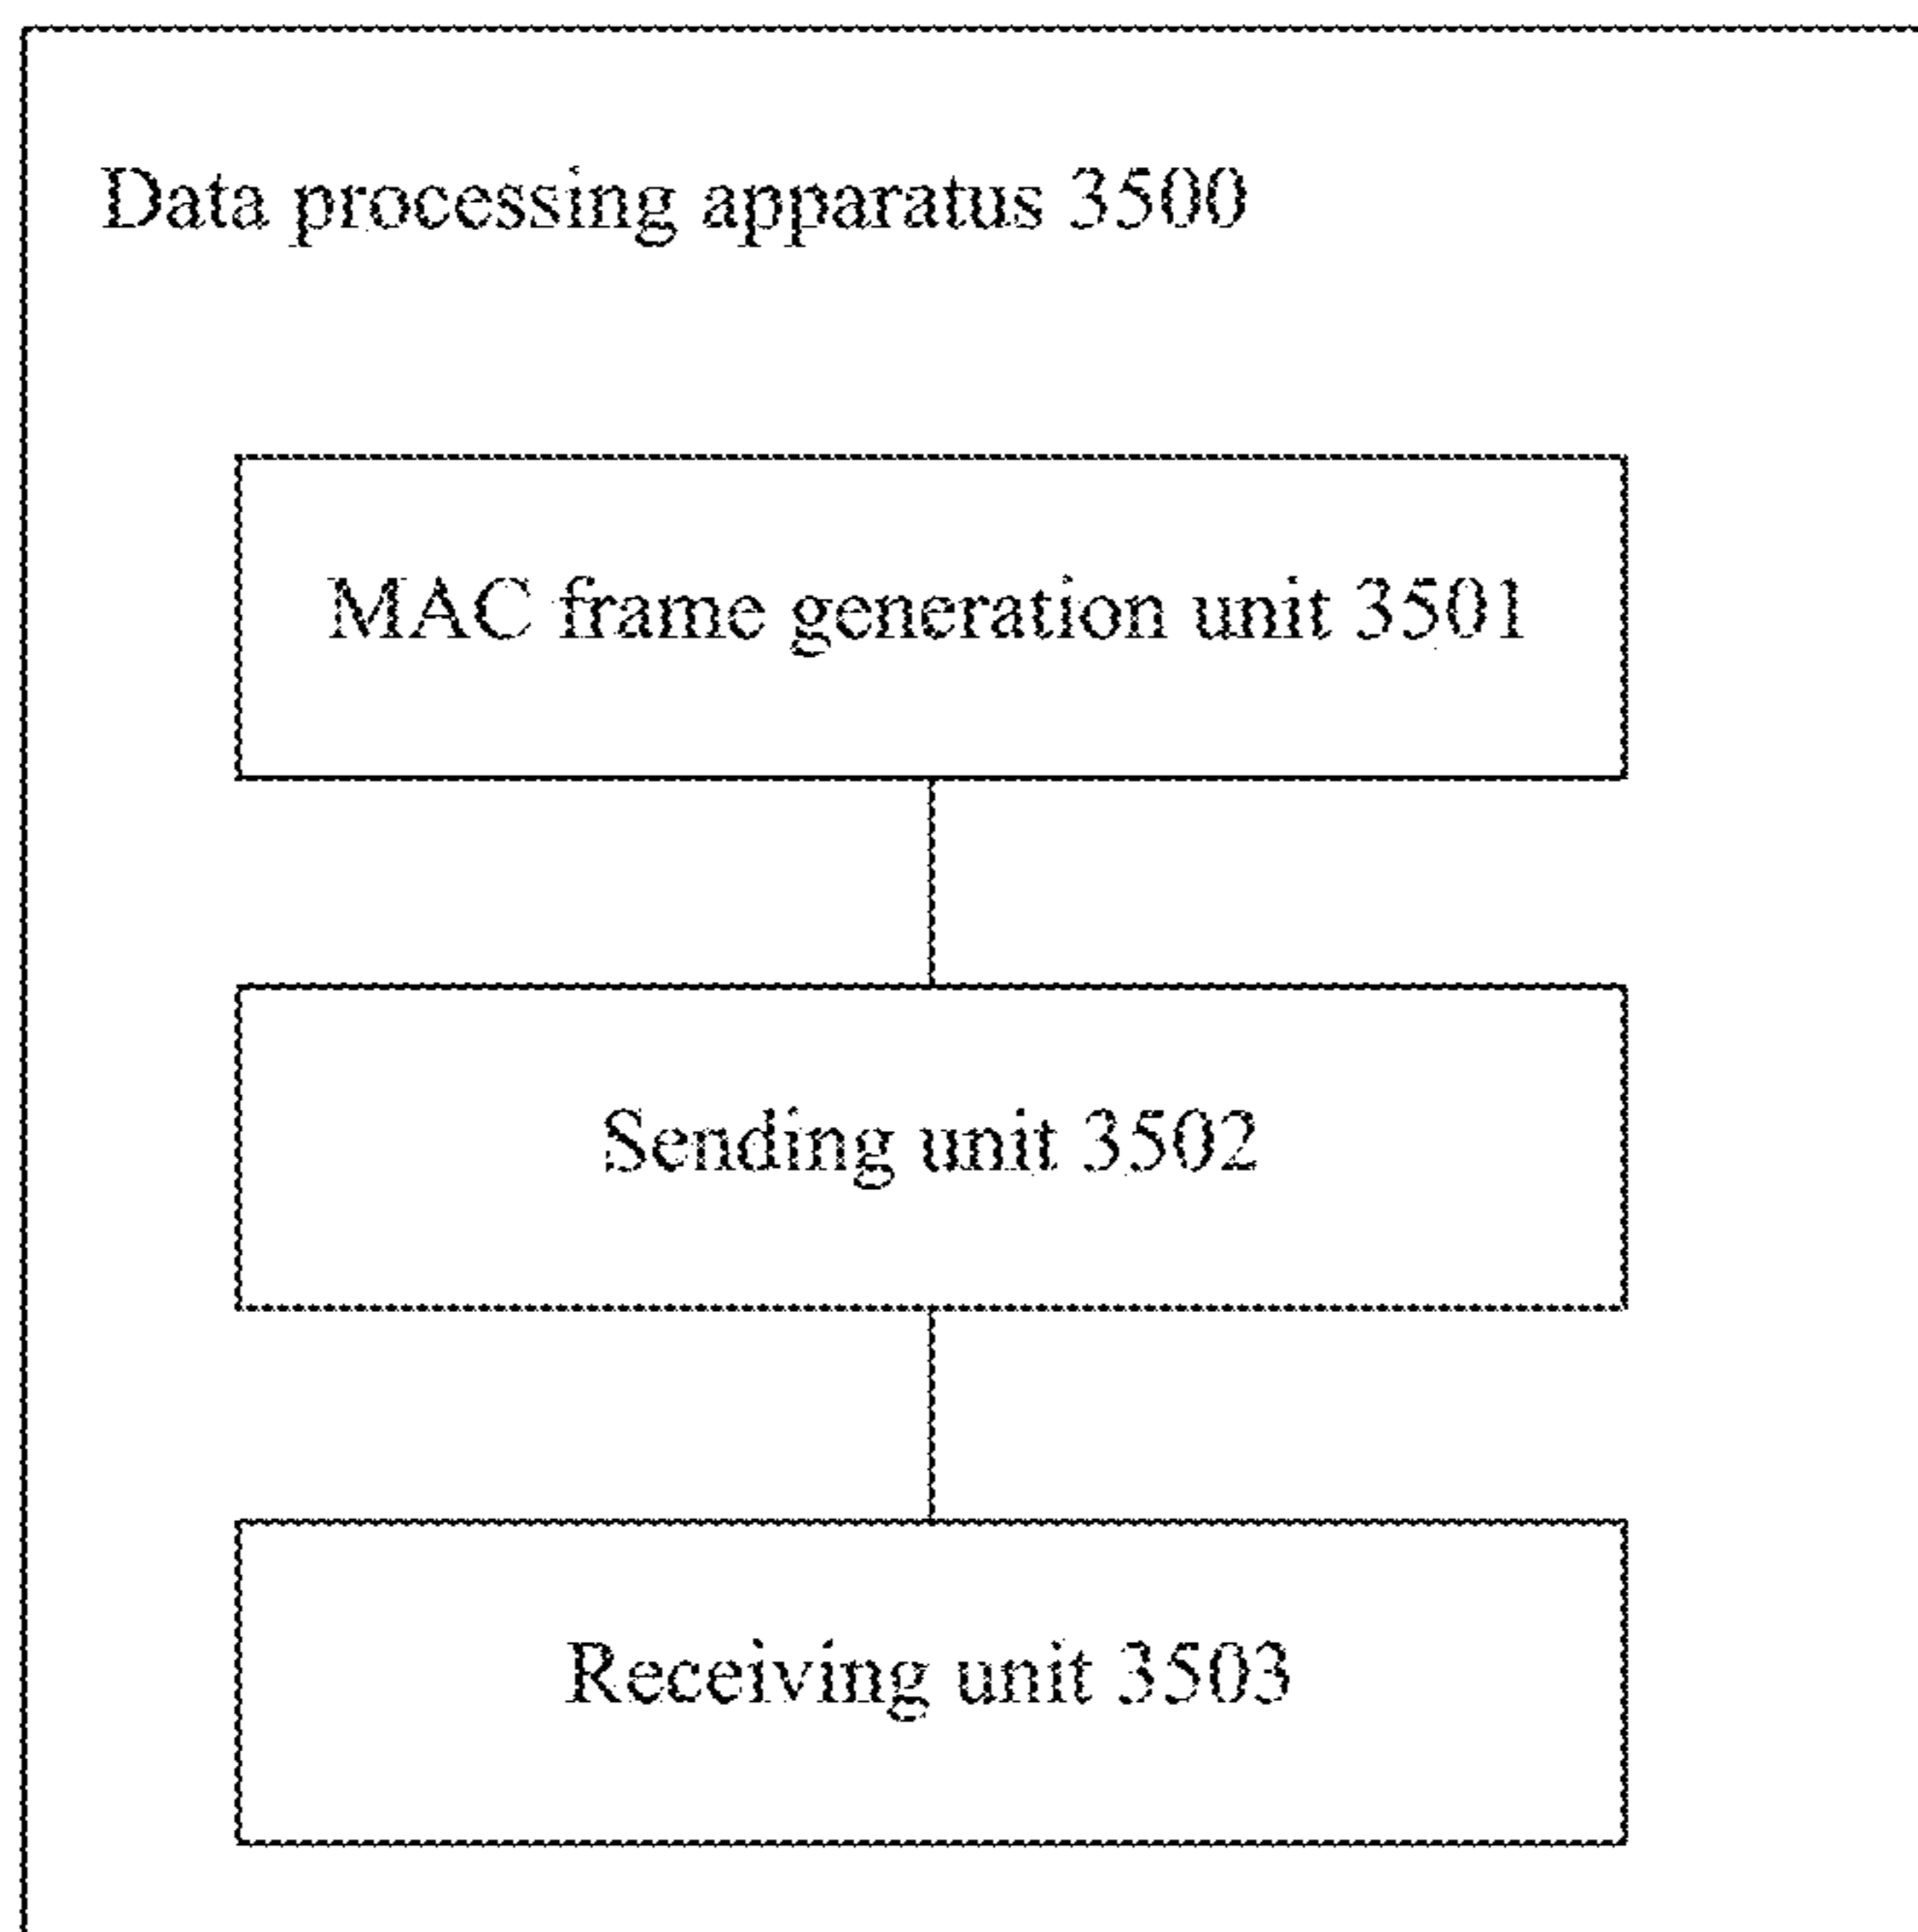 Data processing apparatus 3500
MAC frame generation unit 3501
Sending unit 3502
Receiving unit 3503